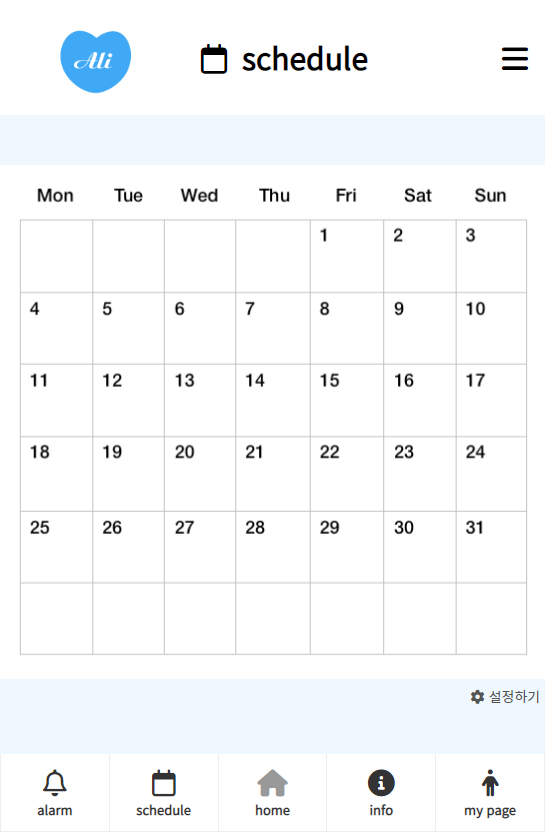 Ali
schedule
Mon Tue Wed Thu Fri Sat Sun
1 2 3
4 5 6 7 8 9 10
11 12 13 14 15 16 17
18 19 20 21 22 23 24
25 26 27 28 29 30 31
설정하기
alarm schedule home info my page